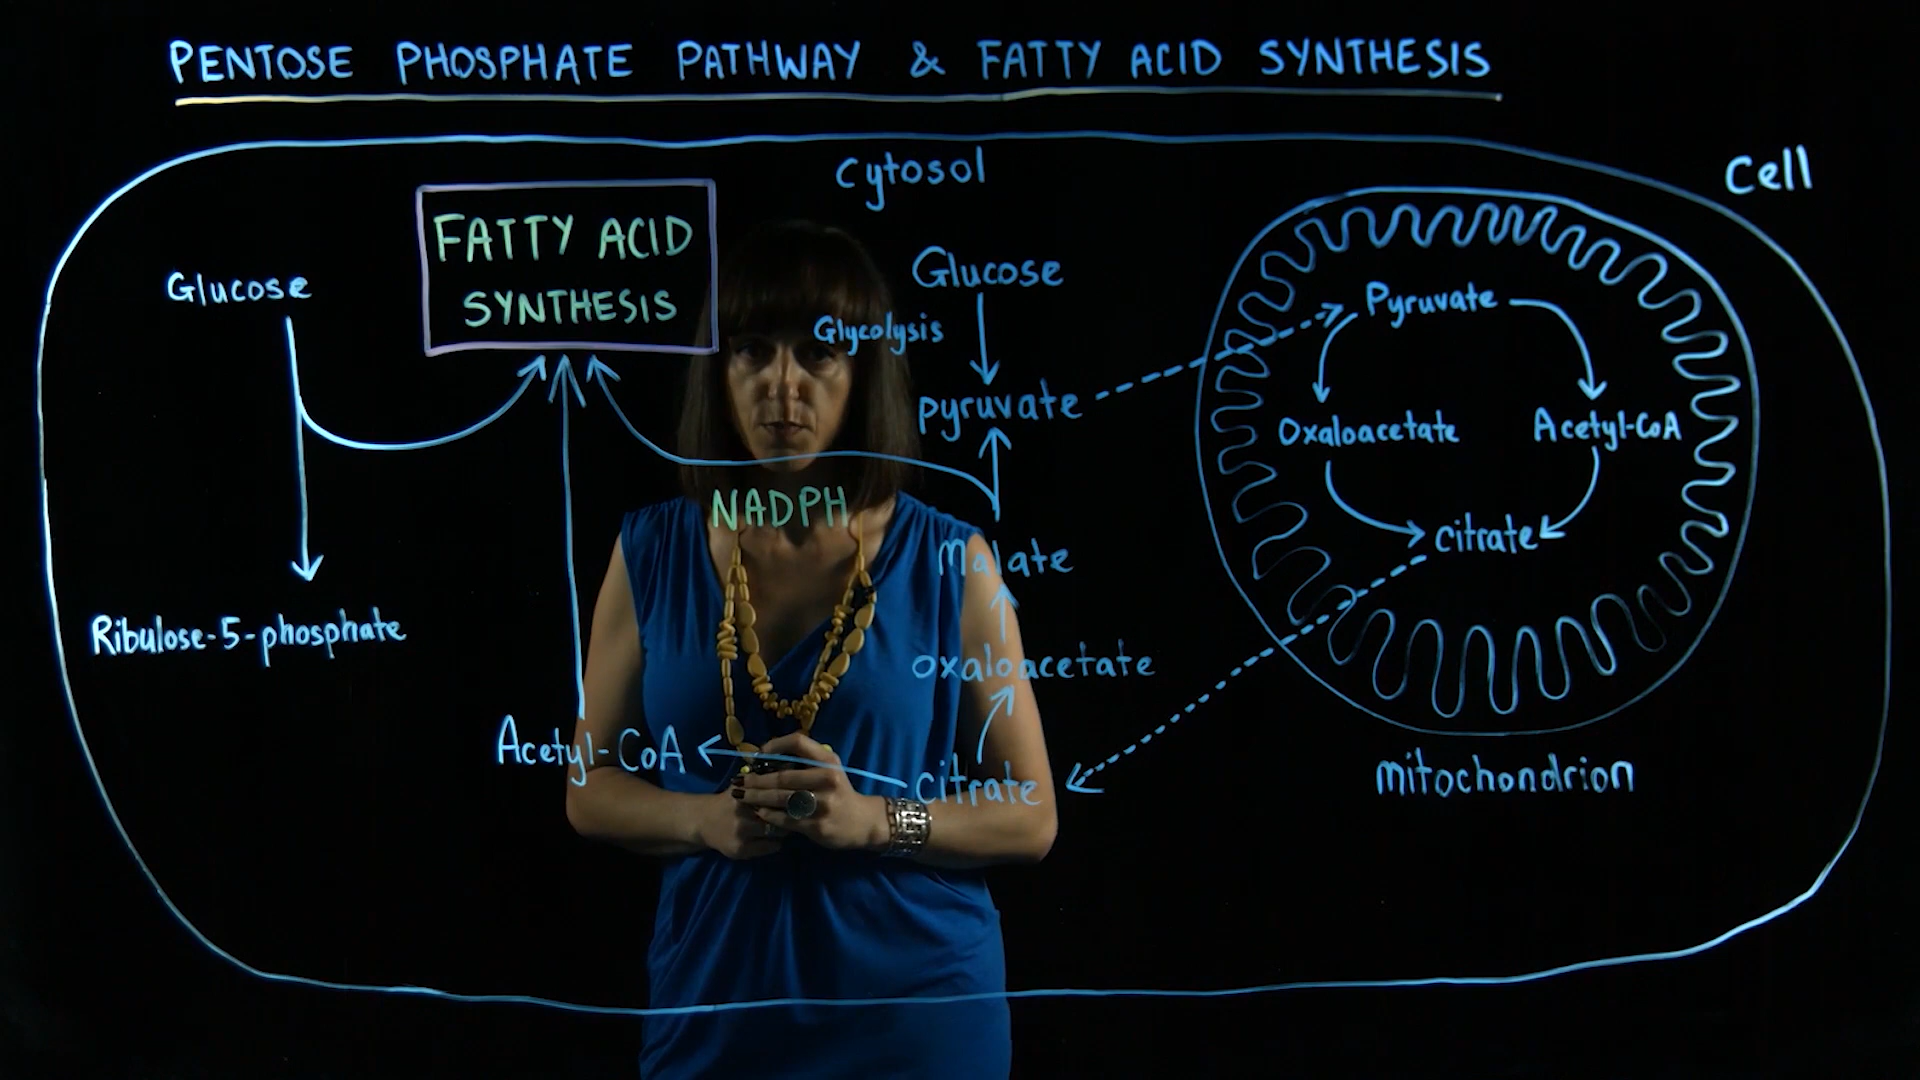 PENTOSE PHOSPHATE PATHWAY & FATTY ACID SYNTHESIS
Cytosol
Cell
FATTY ACID
SYNTHESIS
Glucose
Ribulose-5-phosphate
Glucose
Glycolysis
pyruvate
NADPH
Malate
oxaloacetate
Acetyl-CoA
citrate
Pyruvate
Oxaloacetate
Acetyl-CoA
citrate
mitochondrion